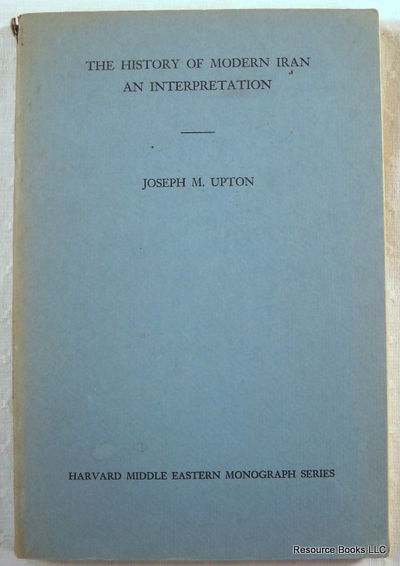 THE HISTORY OF MODERN IRAN
AN INTERPRETATION
JOSEPH M. UPTON
HARVARD MIDDLE EASTERN MONOGRAPH SERIES
Resource Books LLC